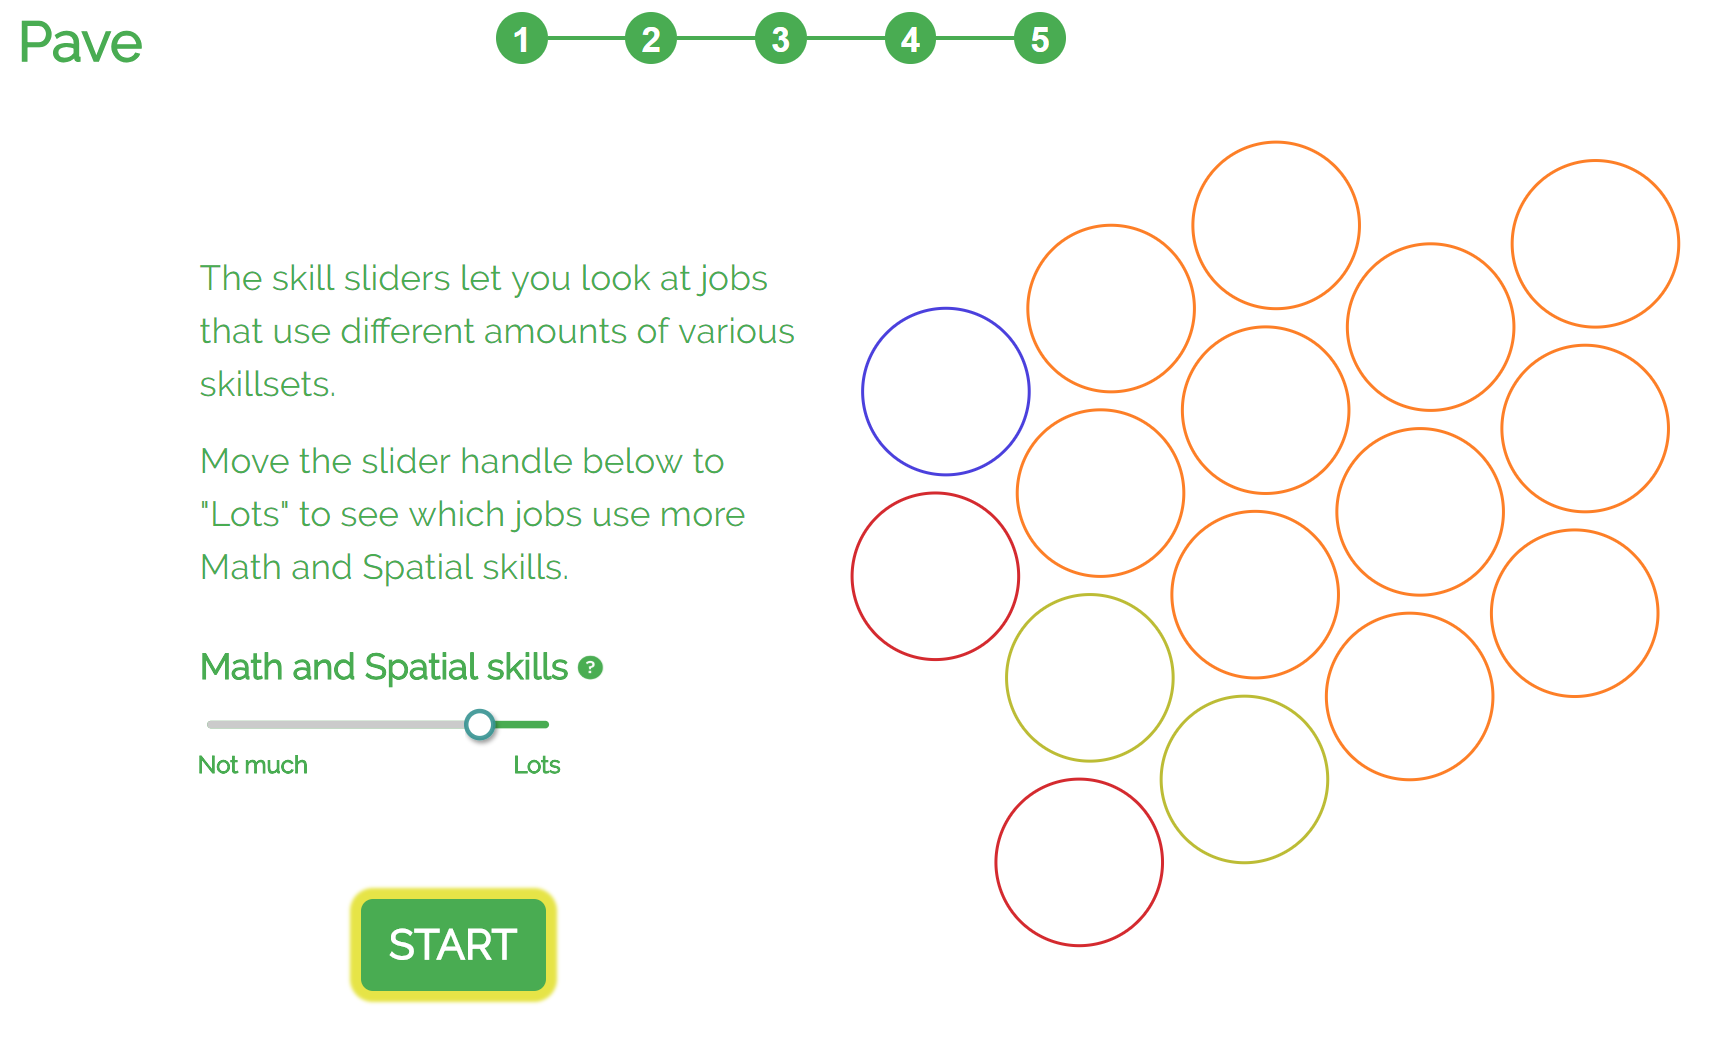 Pave
1 2 3 4 5
The skill sliders let you look at jobs
that use different amounts of various
skillsets.
Move the slider handle below to
"Lots" to see which jobs use more
Math and Spatial skills.
Math and Spatial skills ?
Not much Lots
START